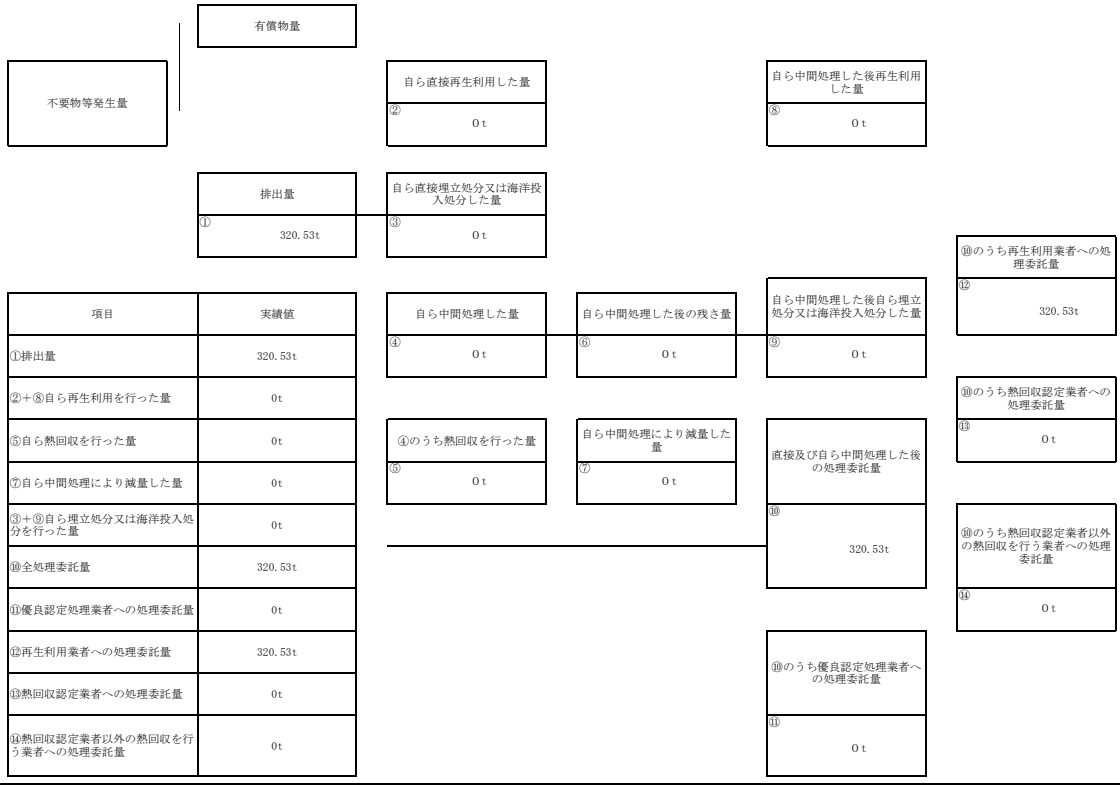 有償物量
不要物等発生量
自ら直接再生利用した量
②
0t
自ら中間処理した後再生利用
した量
⑧
0t
排出量
①
320.53t
自ら直接埋立処分又は海洋投
入処分した量
③
0t
⑩のうち再生利用業者への処
理委託量
⑫
320.53t
自ら中間処理した量
④
0t
自ら中間処理した後の残さ量
⑥
0t
自ら中間処理した後自ら埋立
処分又は海洋投入処分した量
⑨
0t
⑩のうち熱回収認定業者への
処理委託量
⑬
0t
④のうち熱回収を行った量
⑤
0t
自ら中間処理により減量した
量
⑦
0t
直接及び自ら中間処理した後
の処理委託量
⑩
320.53t
⑩のうち熱回収認定業者以外
の熱回収を行う業者への処理
委託量
⑭
0t
⑩のうち優良認定処理業者へ
の処理委託量
⑪
0t
項目 実績値
①排出量 320.53t
②＋⑧自ら再生利用を行った量 0t
⑤自ら熱回収を行った量 0t
⑦自ら中間処理により減量した量 0t
③＋⑨自ら埋立処分又は海洋投入処
分を行った量 0t
⑩全処理委託量 320.53t
⑪優良認定処理業者への処理委託量 0t
⑫再生利用業者への処理委託量 320.53t
⑬熱回収認定業者への処理委託量 0t
⑭熱回収認定業者以外の熱回収を行
う業者への処理委託量 0t